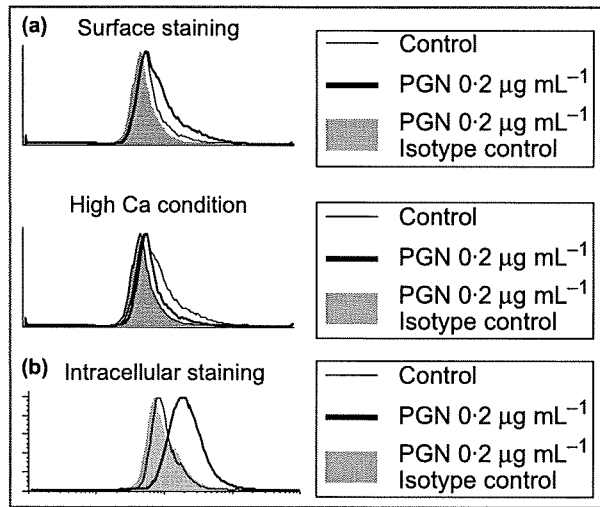 (a) Surface staining
Control
PGN 0·2 μg mL⁻¹
PGN 0·2 μg mL⁻¹
Isotype control
High Ca condition
Control
PGN 0·2 μg mL⁻¹
PGN 0·2 μg mL⁻¹
Isotype control
(b) Intracellular staining
Control
PGN 0·2 μg mL⁻¹
PGN 0·2 μg mL⁻¹
Isotype control